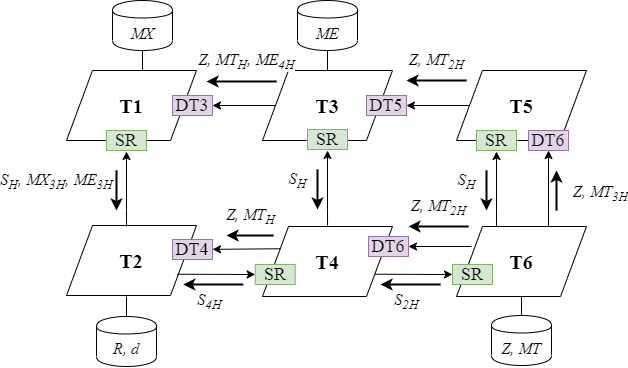 MX
ME
Z, MT_H, ME_4H
Z, MT_2H
T1
DT3
T3
DT5
T5
SR
SR
SR
DT6
S_H, MX_3H, ME_3H
S_H
S_H
Z, MT_3H
Z, MT_H
Z, MT_2H
T2
DT4
T4
DT6
T6
SR
SR
S_4H
S_2H
R, d
Z, MT